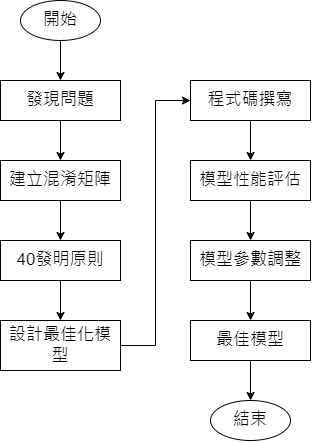 開始
發現問題
建立混淆矩陣
40發明原則
設計最佳化模
型
程式碼撰寫
模型性能評估
模型參數調整
最佳模型
結束